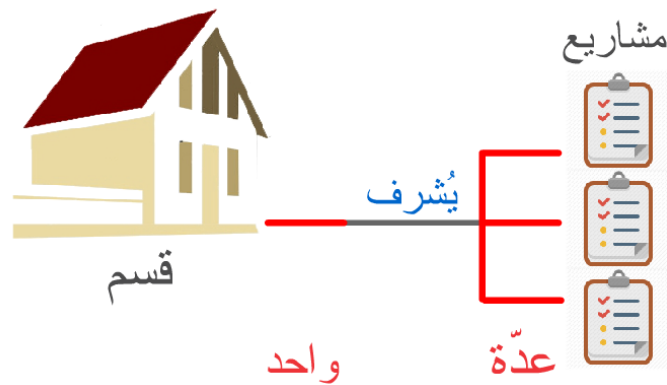 مشاريع
يُشرف
قسم
عدّة
واحد